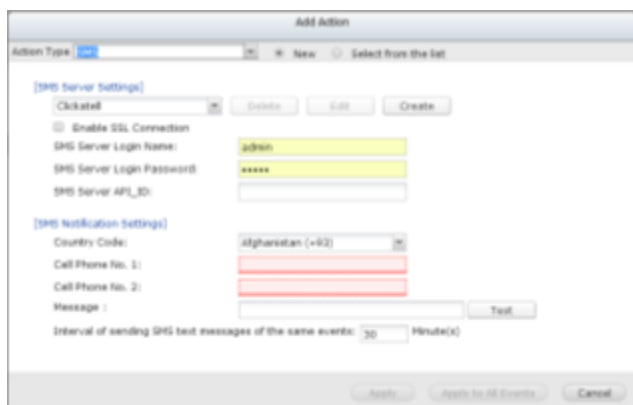 Add Action
Action Type SMS New Select from the list
[SMS Server Settings]
Clickatell Delete Edit Create
Enable SSL Connection
SMS Server Login Name: admin
SMS Server Login Password: •••••
SMS Server API_ID:
[SMS Notification Settings]
Country Code: Afghanistan (+93)
Cell Phone No. 1:
Cell Phone No. 2:
Message : Test
Interval of sending SMS text messages of the same events: 30 Minute(s)
Apply Apply to All Events Cancel